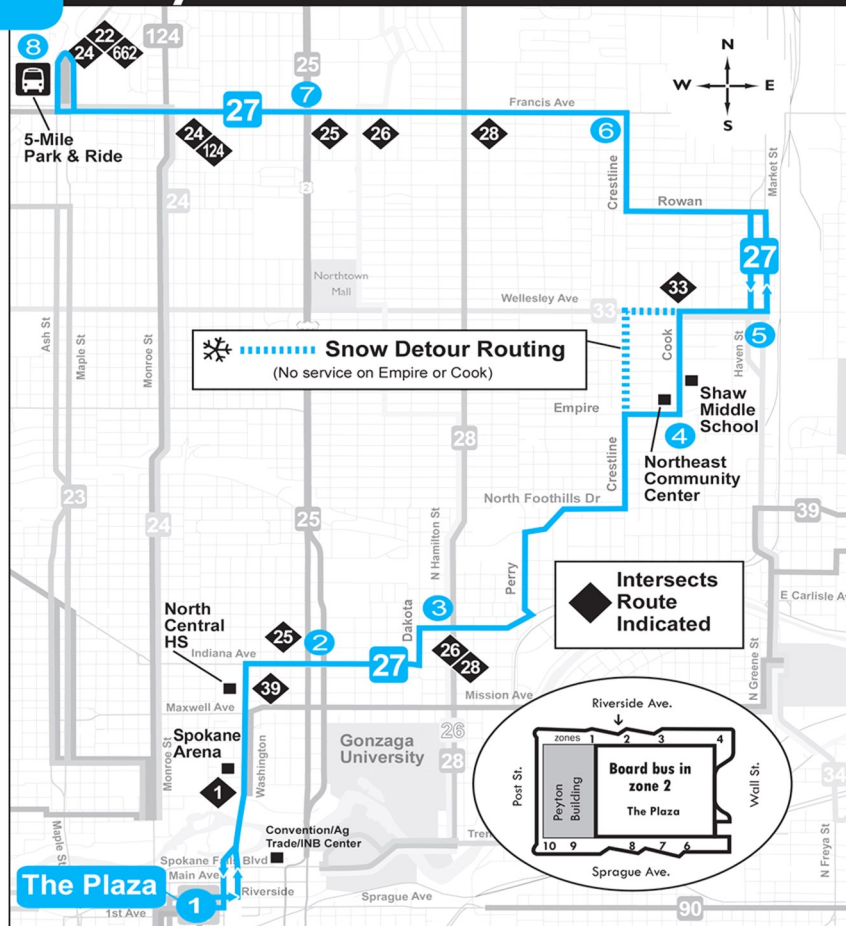 8
22
24
662
124
25
7
27
Francis Ave
N
W
E
S
5-Mile
Park & Ride
24
124
25
26
28
6
Crestline
Market St
24
Rowan
27
Northtown
Mall
33
Wellesley Ave
33
Ash St
Maple St
Monroe St
Snow Detour Routing
(No service on Empire or Cook)
Cook
Haven St
5
Empire
Shaw
Middle
School
4
28
Crestline
Northeast
Community
Center
23
24
25
North Foothills Dr
39
N Hamilton St
Perry
Intersects
Route
Indicated
E Carlisle Av
North
Central
HS
25
2
Dakota
3
Indiana Ave
27
26
28
39
Maxwell Ave
Mission Ave
N Greene St
Spokane
Arena
Monroe St
Washington
Gonzaga
University
26
28
1
Riverside Ave.
zones
1
2
3
4
Post St.
Peyton
Building
Board bus in
zone 2
The Plaza
Wall St.
10
9
8
7
6
Sprague Ave.
34
N Freya St
Convention/Ag
Trade/INB Center
Maple St
Spokane Falls Blvd
Main Ave
The Plaza
1
Riverside
1st Ave
Sprague Ave
90